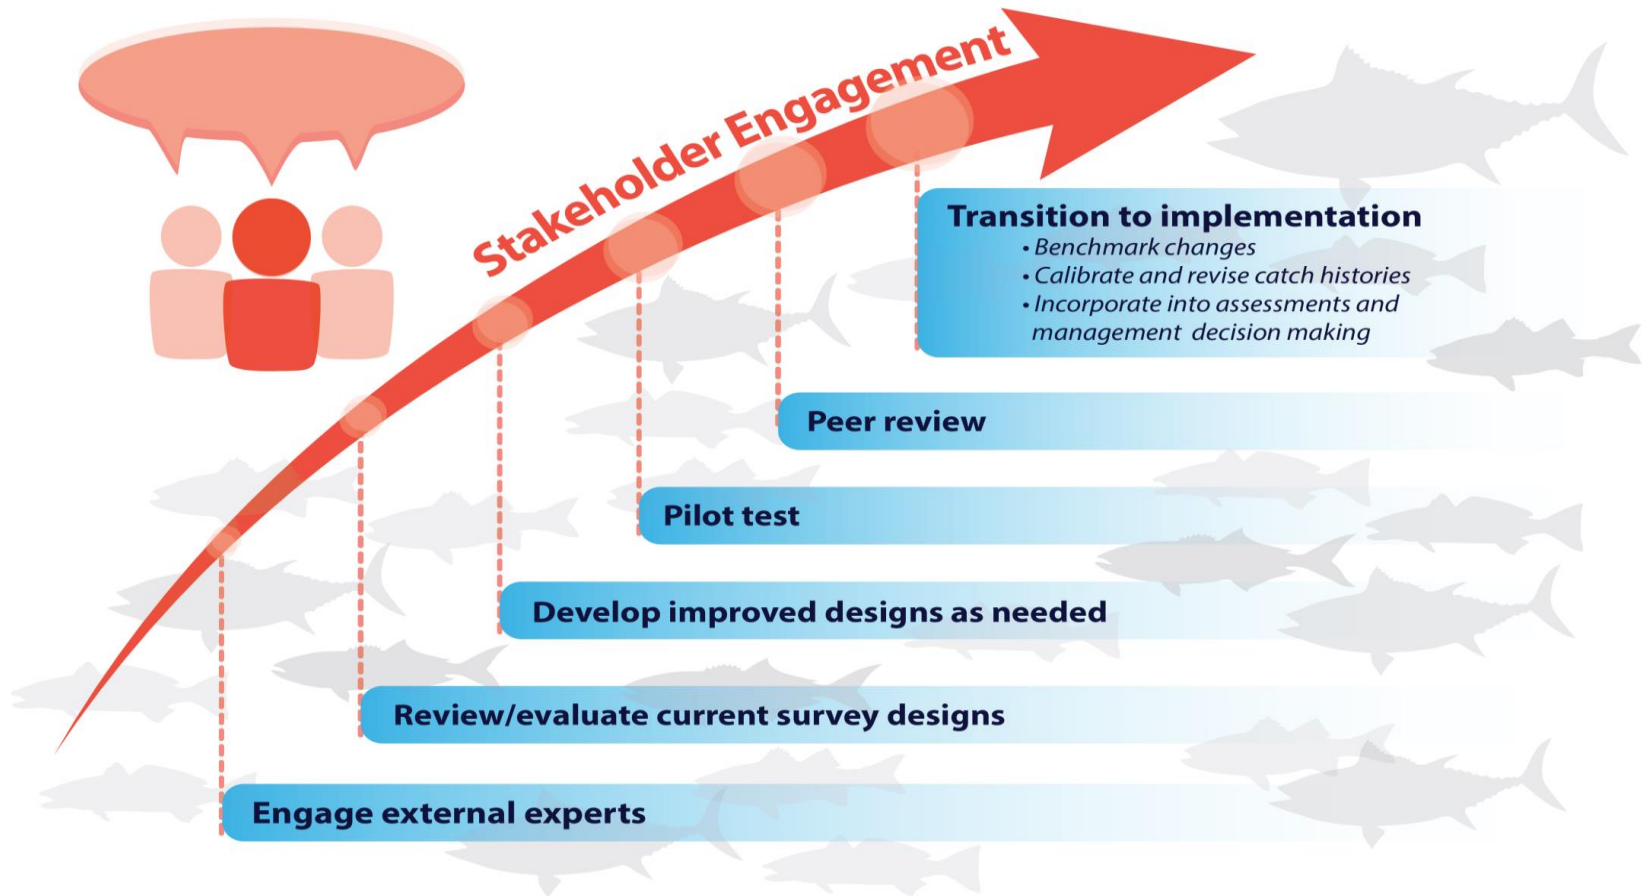 Stakeholder Engagement
Transition to implementation
• Benchmark changes
• Calibrate and revise catch histories
• Incorporate into assessments and
management decision making
Peer review
Pilot test
Develop improved designs as needed
Review/evaluate current survey designs
Engage external experts